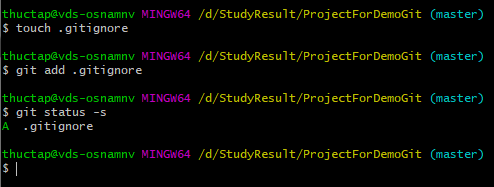 thuctap@vds-osnamnv MINGW64 /d/StudyResult/ProjectForDemoGit (master)
$ touch .gitignore
thuctap@vds-osnamnv MINGW64 /d/StudyResult/ProjectForDemoGit (master)
$ git add .gitignore
thuctap@vds-osnamnv MINGW64 /d/StudyResult/ProjectForDemoGit (master)
$ git status -s
A  .gitignore
thuctap@vds-osnamnv MINGW64 /d/StudyResult/ProjectForDemoGit (master)
$